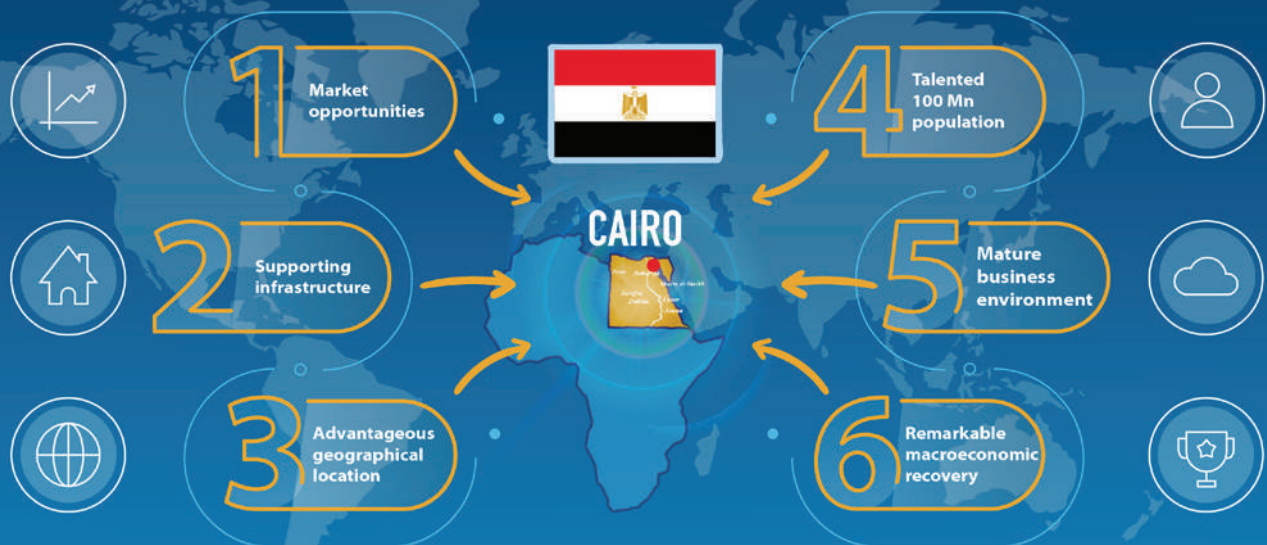 1
Market
opportunities
2
Supporting
infrastructure
3
Advantageous
geographical
location
CAIRO
4
Talented
100 Mn
population
5
Mature
business
environment
6
Remarkable
macroeconomic
recovery